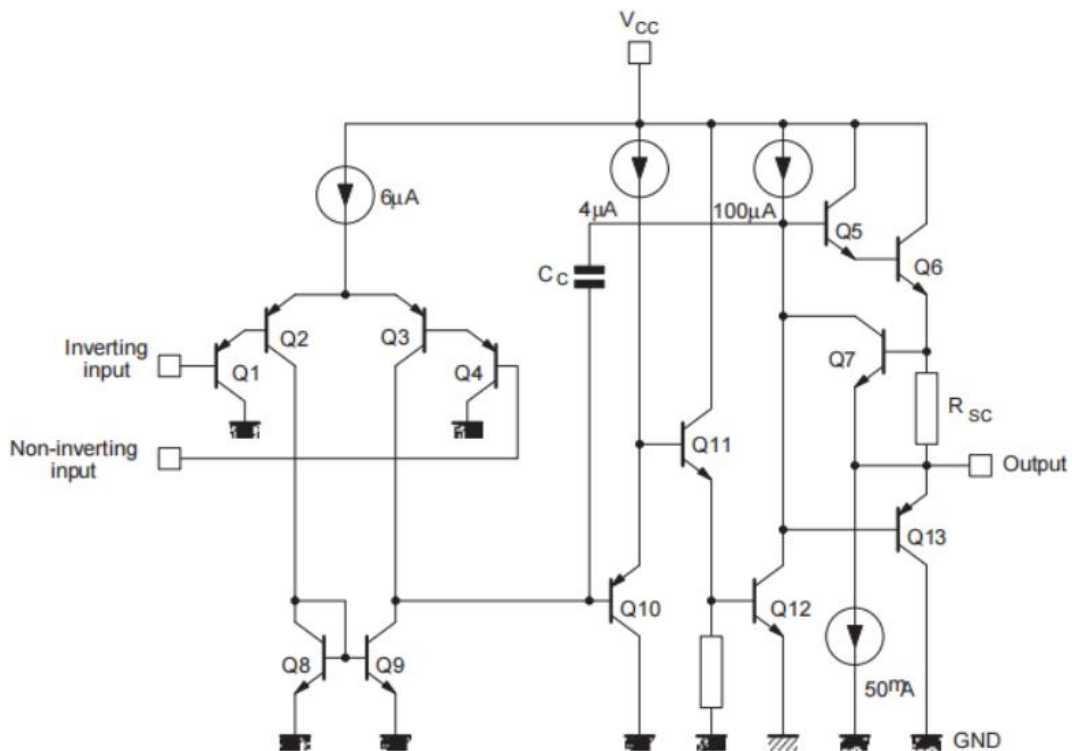 VCC
6μA
4μA
100μA
Q5
Q6
CC
Q2
Q3
Inverting
input
Q1
Q4
Q7
RSC
Non-inverting
input
Q11
Output
Q13
Q10
Q12
Q8
Q9
50mA
GND